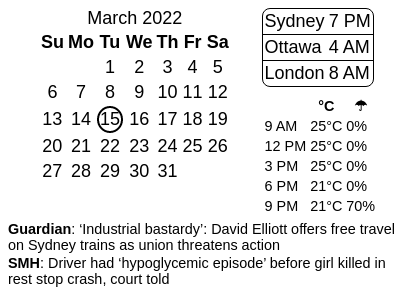 March 2022
Su Mo Tu We Th Fr Sa
1 2 3 4 5
6 7 8 9 10 11 12
13 14 15 16 17 18 19
20 21 22 23 24 25 26
27 28 29 30 31
Sydney 7 PM
Ottawa 4 AM
London 8 AM
°C ☂
9 AM 25°C 0%
12 PM 25°C 0%
3 PM 25°C 0%
6 PM 21°C 0%
9 PM 21°C 70%
Guardian: ‘Industrial bastardy’: David Elliott offers free travel
on Sydney trains as union threatens action
SMH: Driver had ‘hypoglycemic episode’ before girl killed in
rest stop crash, court told